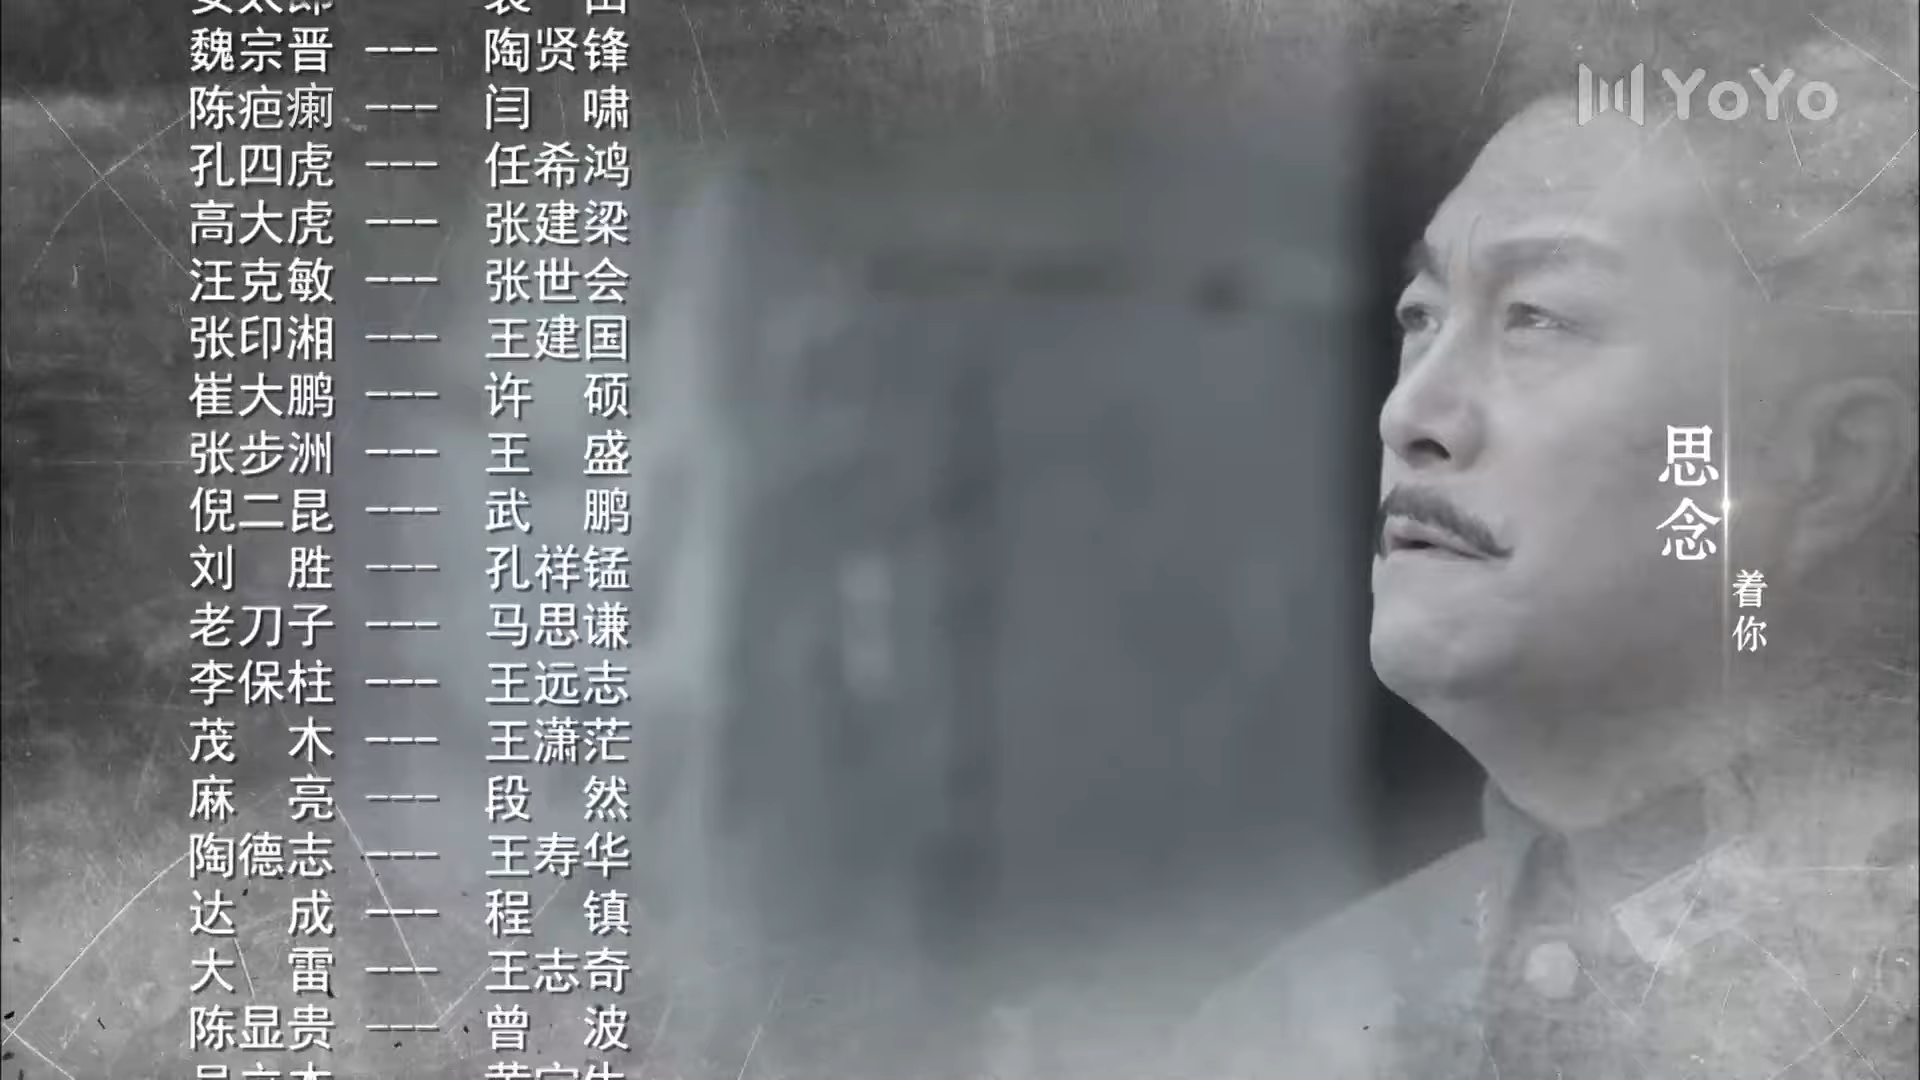 魏宗晋 --- 陶贤锋
陈疤瘌 --- 闫 啸
孔四虎 --- 任希鸿
高大虎 --- 张建梁
汪克敏 --- 张世会
张印湘 --- 王建国
崔大鹏 --- 许 硕
张步洲 --- 王 盛
倪二昆 --- 武 鹏
刘 胜 --- 孔祥锰
老刀子 --- 马思谦
李保柱 --- 王远志
茂 木 --- 王潇茫
麻 亮 --- 段 然
陶德志 --- 王寿华
达 成 --- 程 镇
大 雷 --- 王志奇
陈显贵 --- 曾 波
YoYo
思念
着你